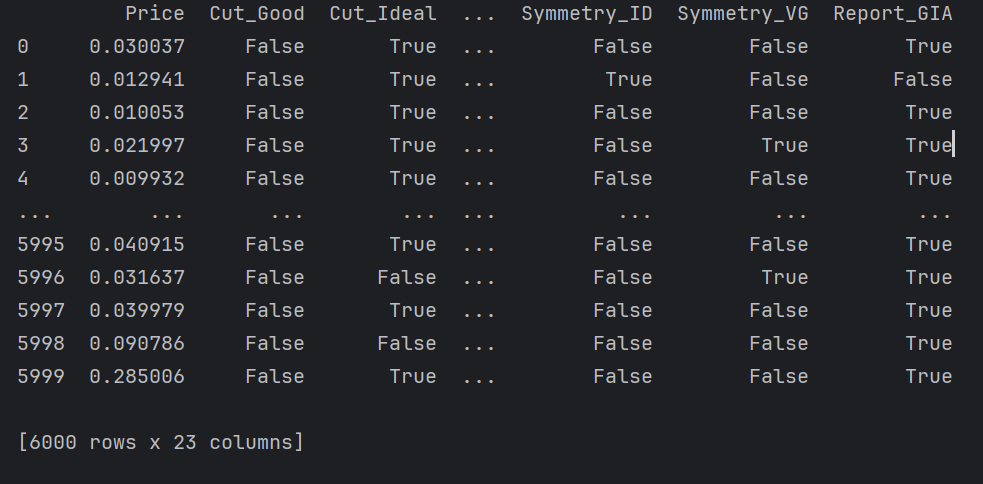 Price Cut_Good Cut_Ideal ... Symmetry_ID Symmetry_VG Report_GIA
0 0.030037 False True ... False False True
1 0.012941 False True ... True False False
2 0.010053 False True ... False False True
3 0.021997 False True ... False True True
4 0.009932 False True ... False False True
... ... ... ... ... ... ... ...
5995 0.040915 False True ... False False True
5996 0.031637 False False ... False True True
5997 0.039979 False True ... False False True
5998 0.090786 False False ... False False True
5999 0.285006 False True ... False False True
[6000 rows x 23 columns]